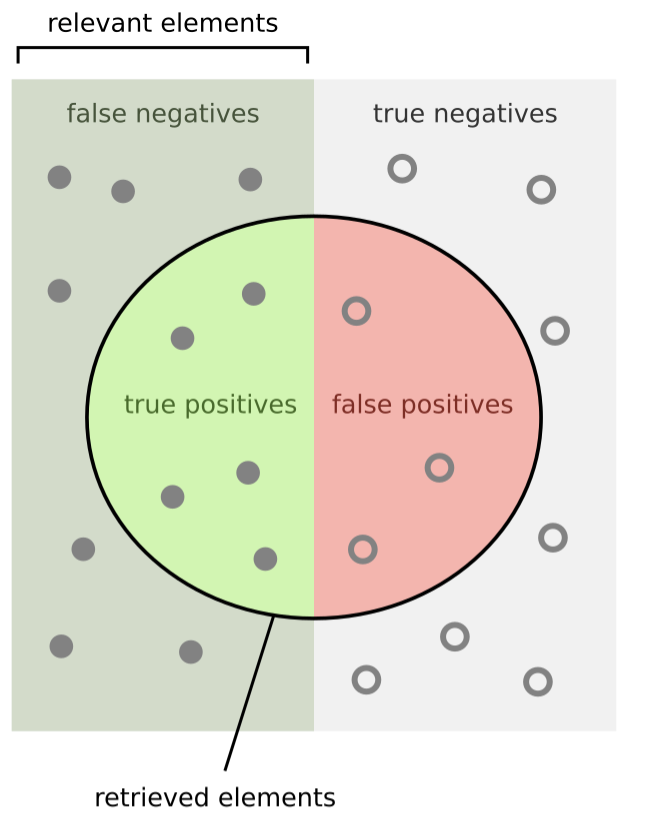 relevant elements
false negatives
true negatives
true positives
false positives
retrieved elements